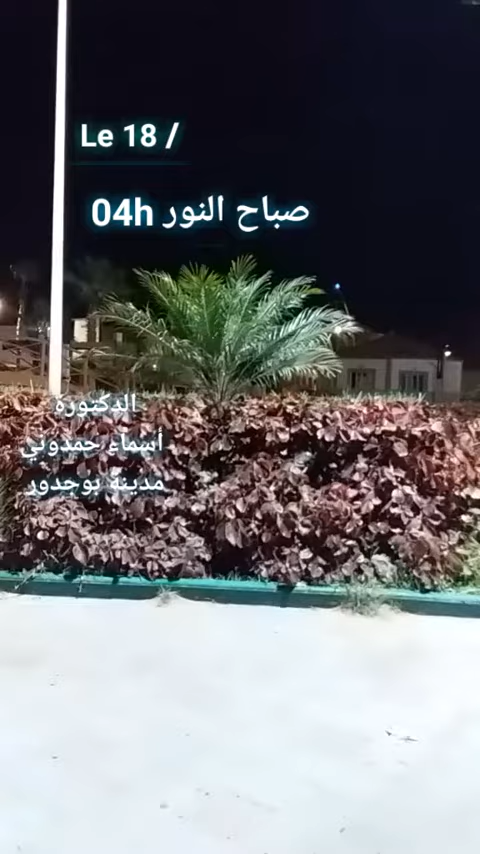 Le 18 /
صباح النور 04h
الدكتورة
أسماء حمدوني
مدينة بوجدور